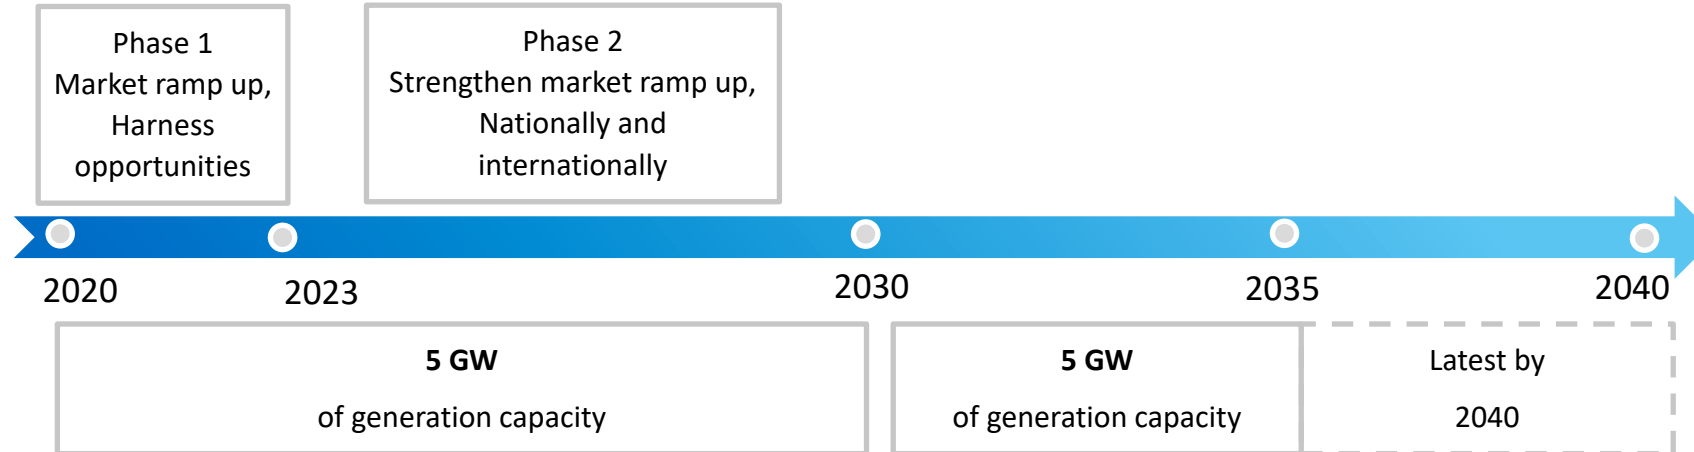 Phase 1
Market ramp up,
Harness
opportunities
Phase 2
Strengthen market ramp up,
Nationally and
internationally
2020
2023
2030
2035
2040
5 GW
of generation capacity
5 GW
of generation capacity
Latest by
2040